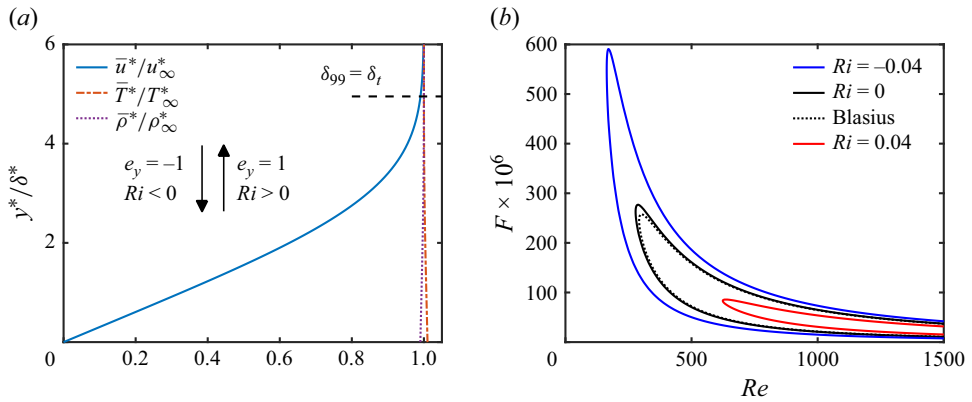 (a)
6
4
2
0
0.2
0.4
0.6
0.8
1.0
y*/δ*
u̅*/u*∞
T̅*/T*∞
ρ̅*/ρ*∞
δ99 = δt
ey = –1
Ri < 0
ey = 1
Ri > 0
(b)
600
500
400
300
200
100
0
500
1000
1500
F × 10⁶
Re
Ri = –0.04
Ri = 0
Blasius
Ri = 0.04